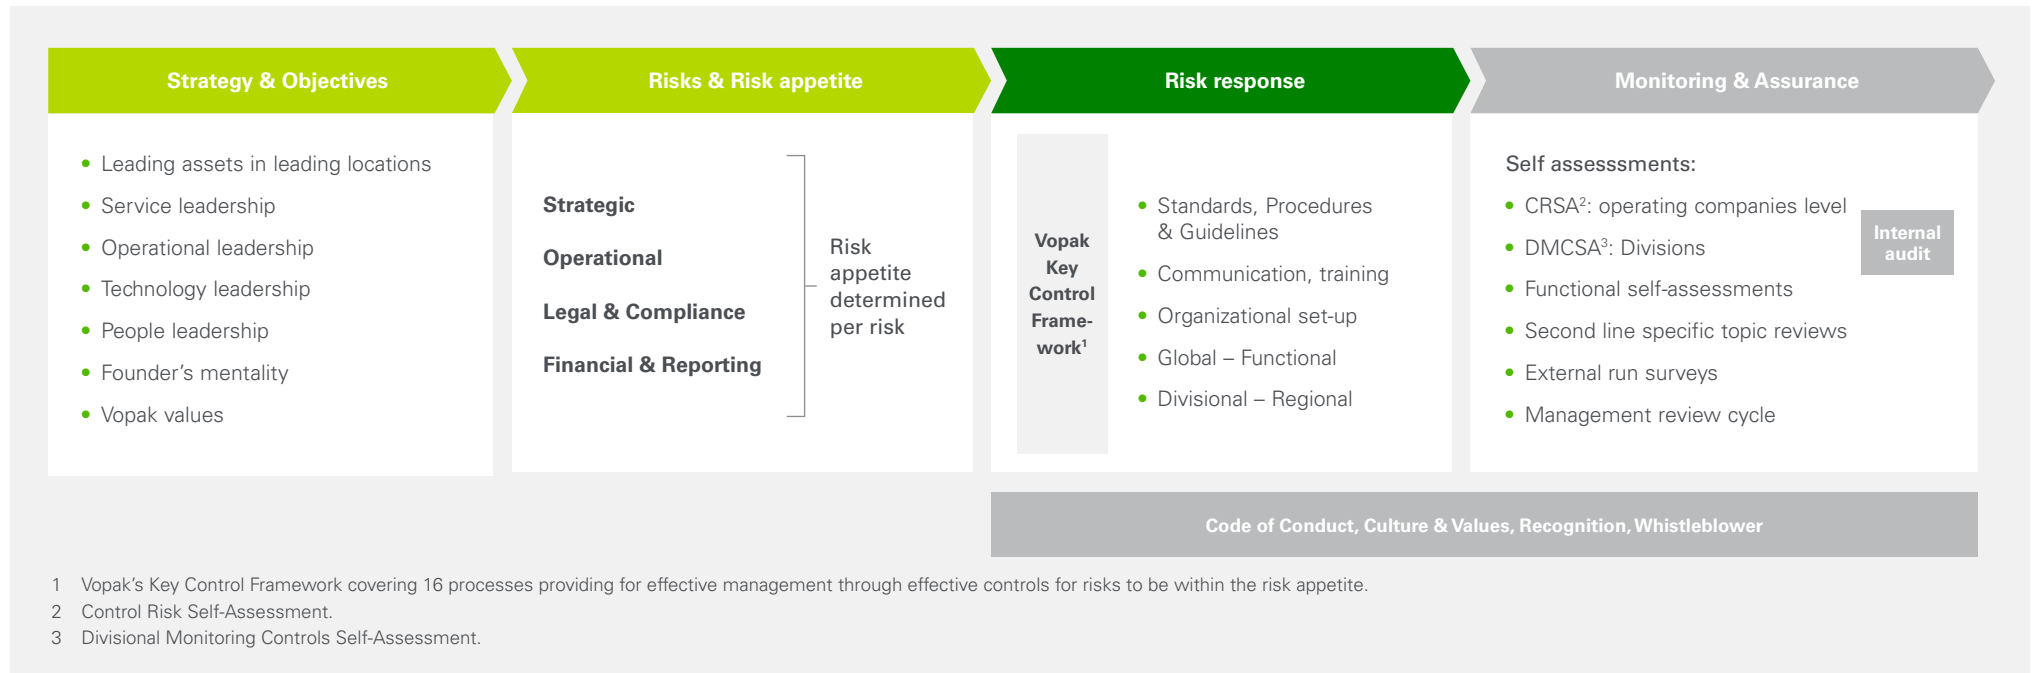 Strategy & Objectives
Leading assets in leading locations
Service leadership
Operational leadership
Technology leadership
People leadership
Founder’s mentality
Vopak values
Risks & Risk appetite
Strategic
Operational
Legal & Compliance
Financial & Reporting
Risk
appetite
determined
per risk
Risk response
Vopak
Key
Control
Frame-
work¹
Standards, Procedures
& Guidelines
Communication, training
Organizational set-up
Global – Functional
Divisional – Regional
Monitoring & Assurance
Self assesssments:
CRSA²: operating companies level
DMCSA³: Divisions
Functional self-assessments
Second line specific topic reviews
External run surveys
Management review cycle
Internal
audit
Code of Conduct, Culture & Values, Recognition, Whistleblower
1 Vopak’s Key Control Framework covering 16 processes providing for effective management through effective controls for risks to be within the risk appetite.
2 Control Risk Self-Assessment.
3 Divisional Monitoring Controls Self-Assessment.